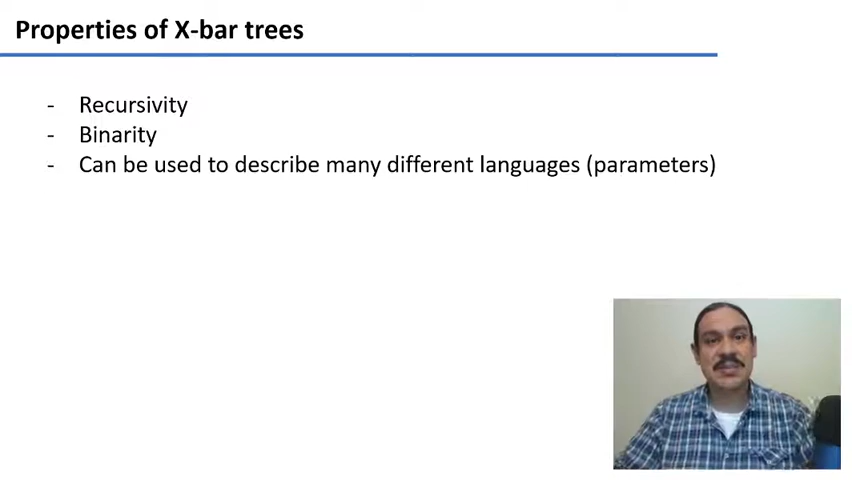 Properties of X-bar trees
- Recursivity
- Binarity
- Can be used to describe many different languages (parameters)